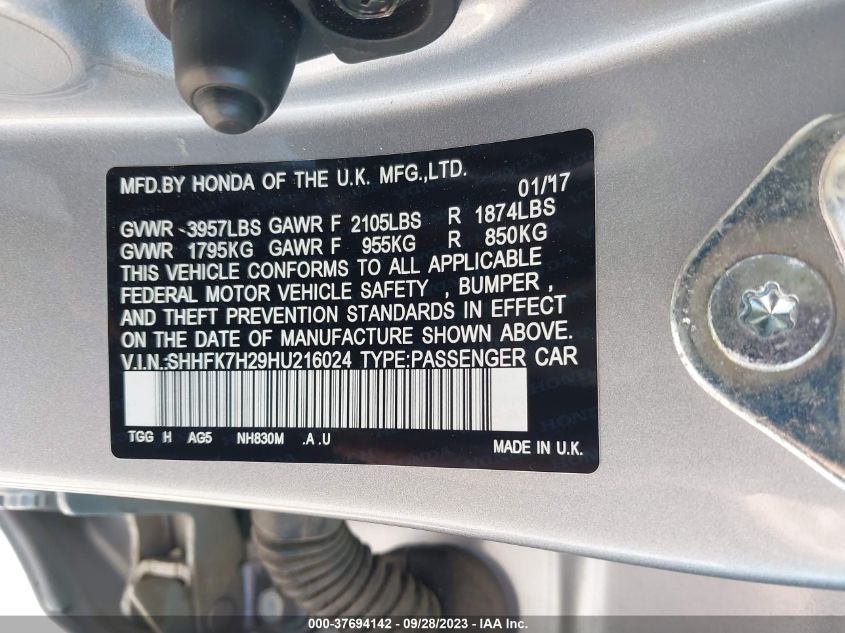 MFD.BY HONDA OF THE U.K. MFG.,LTD.
01/17
GVWR -3957LBS GAWR F 2105LBS R 1874LBS
GVWR 1795KG GAWR F 955KG R 850KG
THIS VEHICLE CONFORMS TO ALL APPLICABLE
FEDERAL MOTOR VEHICLE SAFETY , BUMPER ,
AND THEFT PREVENTION STANDARDS IN EFFECT
ON THE DATE OF MANUFACTURE SHOWN ABOVE.
V.I.N.:SHHFK7H29HU216024 TYPE:PASSENGER CAR
TGG H AG5 NH830M .A .U
MADE IN U.K.
000-37694142 - 09/28/2023 - IAA Inc.